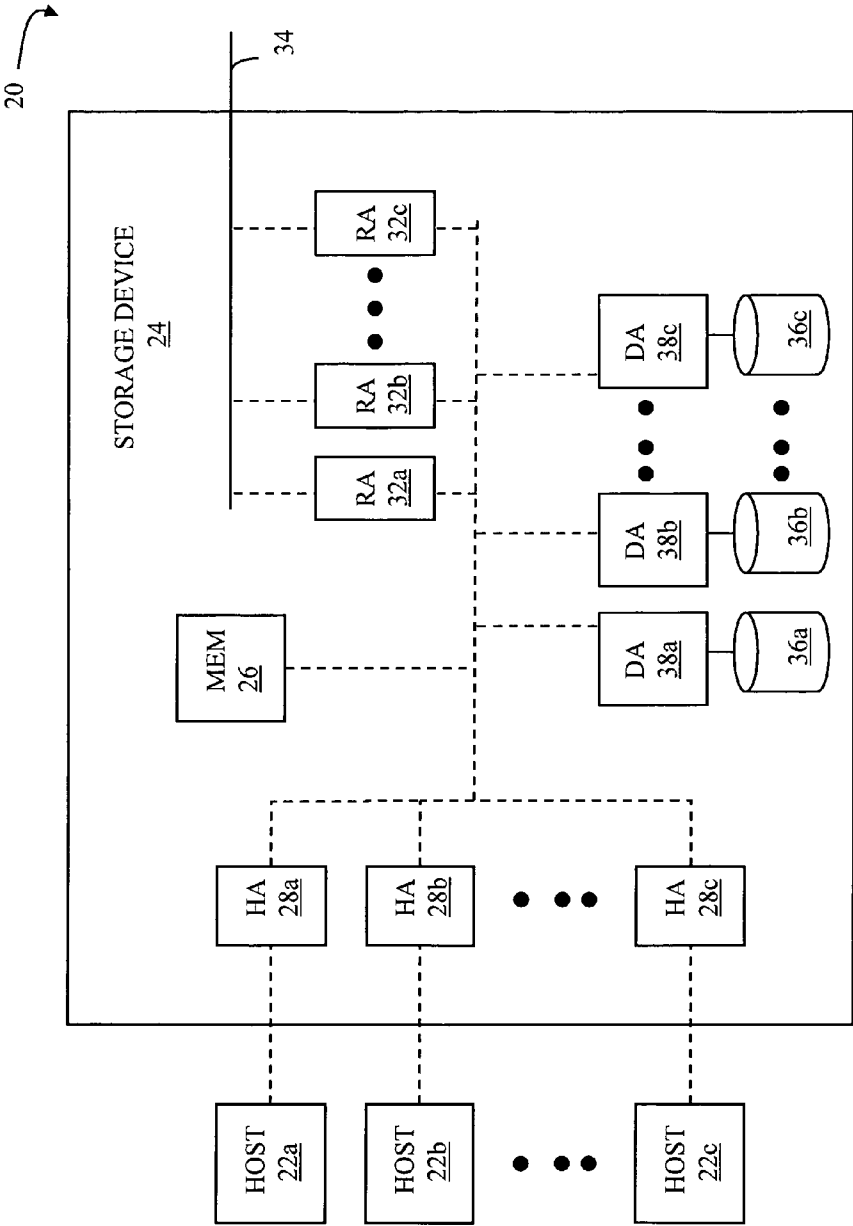 20
STORAGE DEVICE
24
34
MEM
26
RA
32a
RA
32b
RA
32c
HOST
22a
HA
28a
HOST
22b
HA
28b
HOST
22c
HA
28c
DA
38a
DA
38b
DA
38c
36a
36b
36c